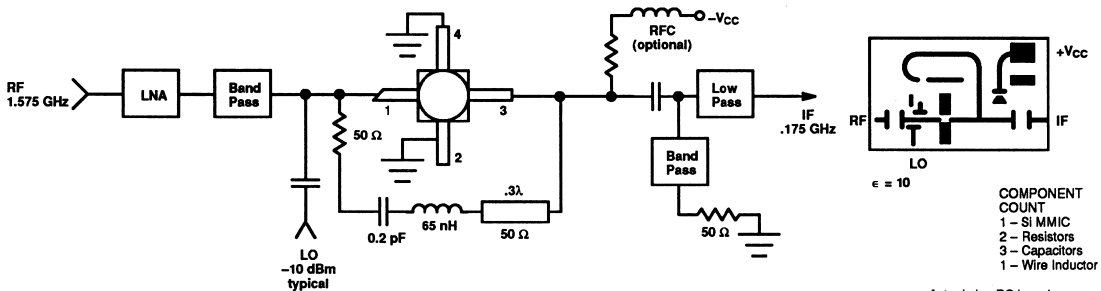 RF
1.575 GHz
LNA
Band
Pass
50 Ω
4
1
3
2
0.2 pF
65 nH
.3λ
50 Ω
LO
–10 dBm
typical
RFC
(optional)
–VCC
Low
Pass
IF
.175 GHz
Band
Pass
50 Ω
+VCC
RF
IF
LO
ϵ = 10
COMPONENT
COUNT
1 – Si MMIC
2 – Resistors
3 – Capacitors
1 – Wire Inductor